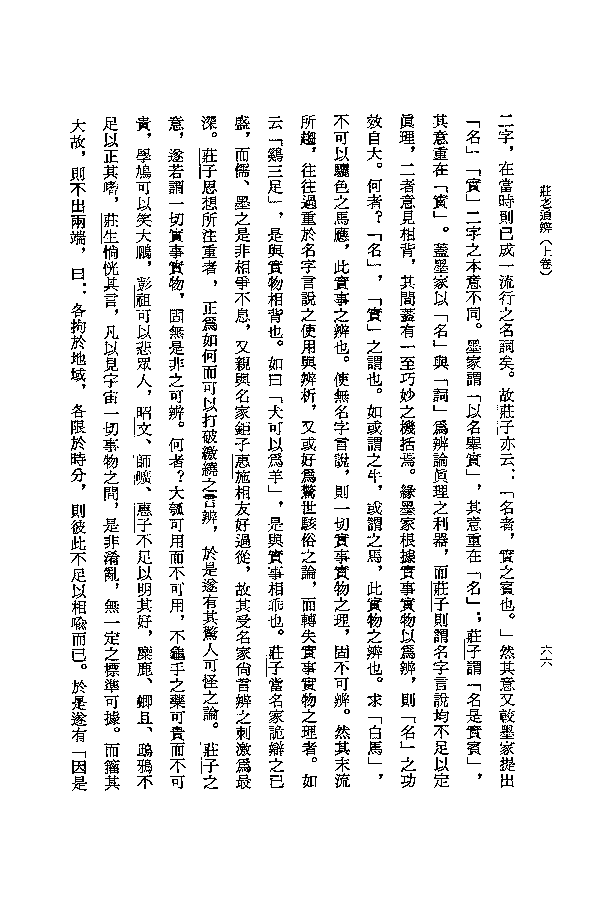 莊老通辨（上卷）
六六
二字，在當時則已成一流行之名詞矣。故莊子亦云：「名者，實之賓也。」然其意又較墨家提出
「名」「實」二字之本意不同。墨家謂「以名舉實」，其意重在「名」；莊子謂「名是實賓」，
其意重在「實」。蓋墨家以「名」與「詞」爲辨論眞理之利器，而莊子則謂名字言說均不足以定
眞理，二者意見相背，其間蓋有一至巧妙之機括焉。緣墨家根據實事實物以爲辨，則「名」之功
效自大。何者？「名」，「實」之謂也。如或謂之牛，或謂之馬，此實物之辨也。求「白馬」，
不可以驪色之馬應，此實事之辨也。使無名字言說，則一切實事實物之理，固不可辨。然其末流
所趨，往往過重於名字言說之使用與辨析，又或好爲驚世駭俗之論，而轉失實事實物之理者。如
云「鷄三足」，是與實物相背也。如曰「犬可以爲羊」，是與實事相乖也。莊子當名家詭辯之已
盛，而儒、墨之是非相爭不息，又親與名家鉅子惠施相友好過從，故其受名家尙言辨之刺激爲最
深。莊子思想所注重者，正爲如何而可以打破繳繞之言辨，於是遂有其驚人可怪之論。莊子之
意，遂若謂一切實事實物，固無是非之可辨。何者？大瓠可用而不可用，不龜手之藥可貴而不可
貴，學鳩可以笑大鵬，彭祖可以悲眾人，昭文、師曠、惠子不足以明其好，麋鹿、蝍且、鴟鴉不
足以正其嗜，莊生惝恍其言，凡以見宇宙一切事物之間，是非淆亂，無一定之標準可據。而籀其
大故，則不出兩端，曰：各拘於地域，各限於時分，則彼此不足以相喩而已。於是遂有「因是